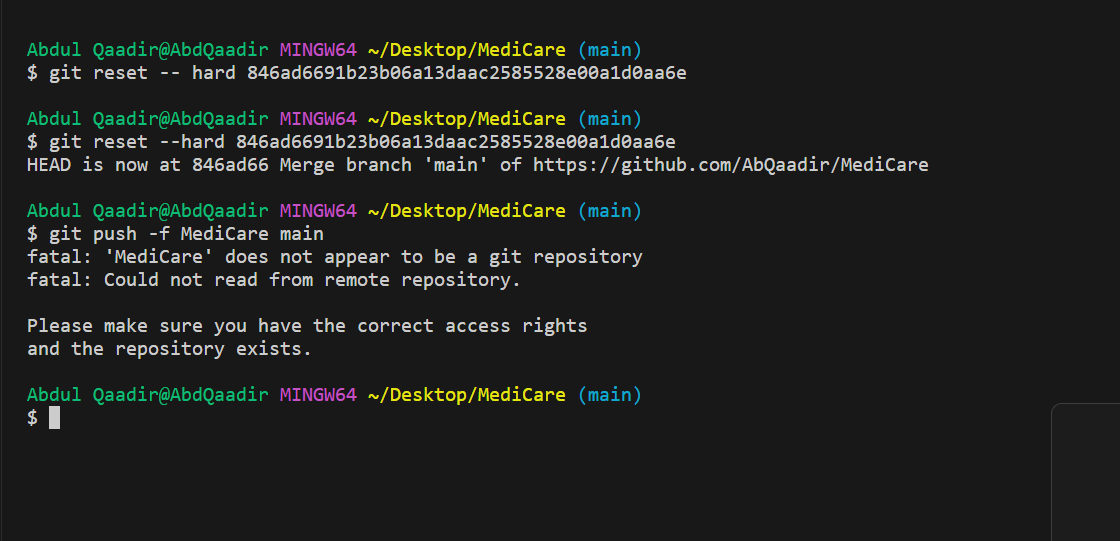 Abdul Qaadir@AbdQaadir MINGW64 ~/Desktop/MediCare (main)
$ git reset -- hard 846ad6691b23b06a13daac2585528e00a1d0aa6e
Abdul Qaadir@AbdQaadir MINGW64 ~/Desktop/MediCare (main)
$ git reset --hard 846ad6691b23b06a13daac2585528e00a1d0aa6e
HEAD is now at 846ad66 Merge branch 'main' of https://github.com/AbQaadir/MediCare
Abdul Qaadir@AbdQaadir MINGW64 ~/Desktop/MediCare (main)
$ git push -f MediCare main
fatal: 'MediCare' does not appear to be a git repository
fatal: Could not read from remote repository.
Please make sure you have the correct access rights
and the repository exists.
Abdul Qaadir@AbdQaadir MINGW64 ~/Desktop/MediCare (main)
$